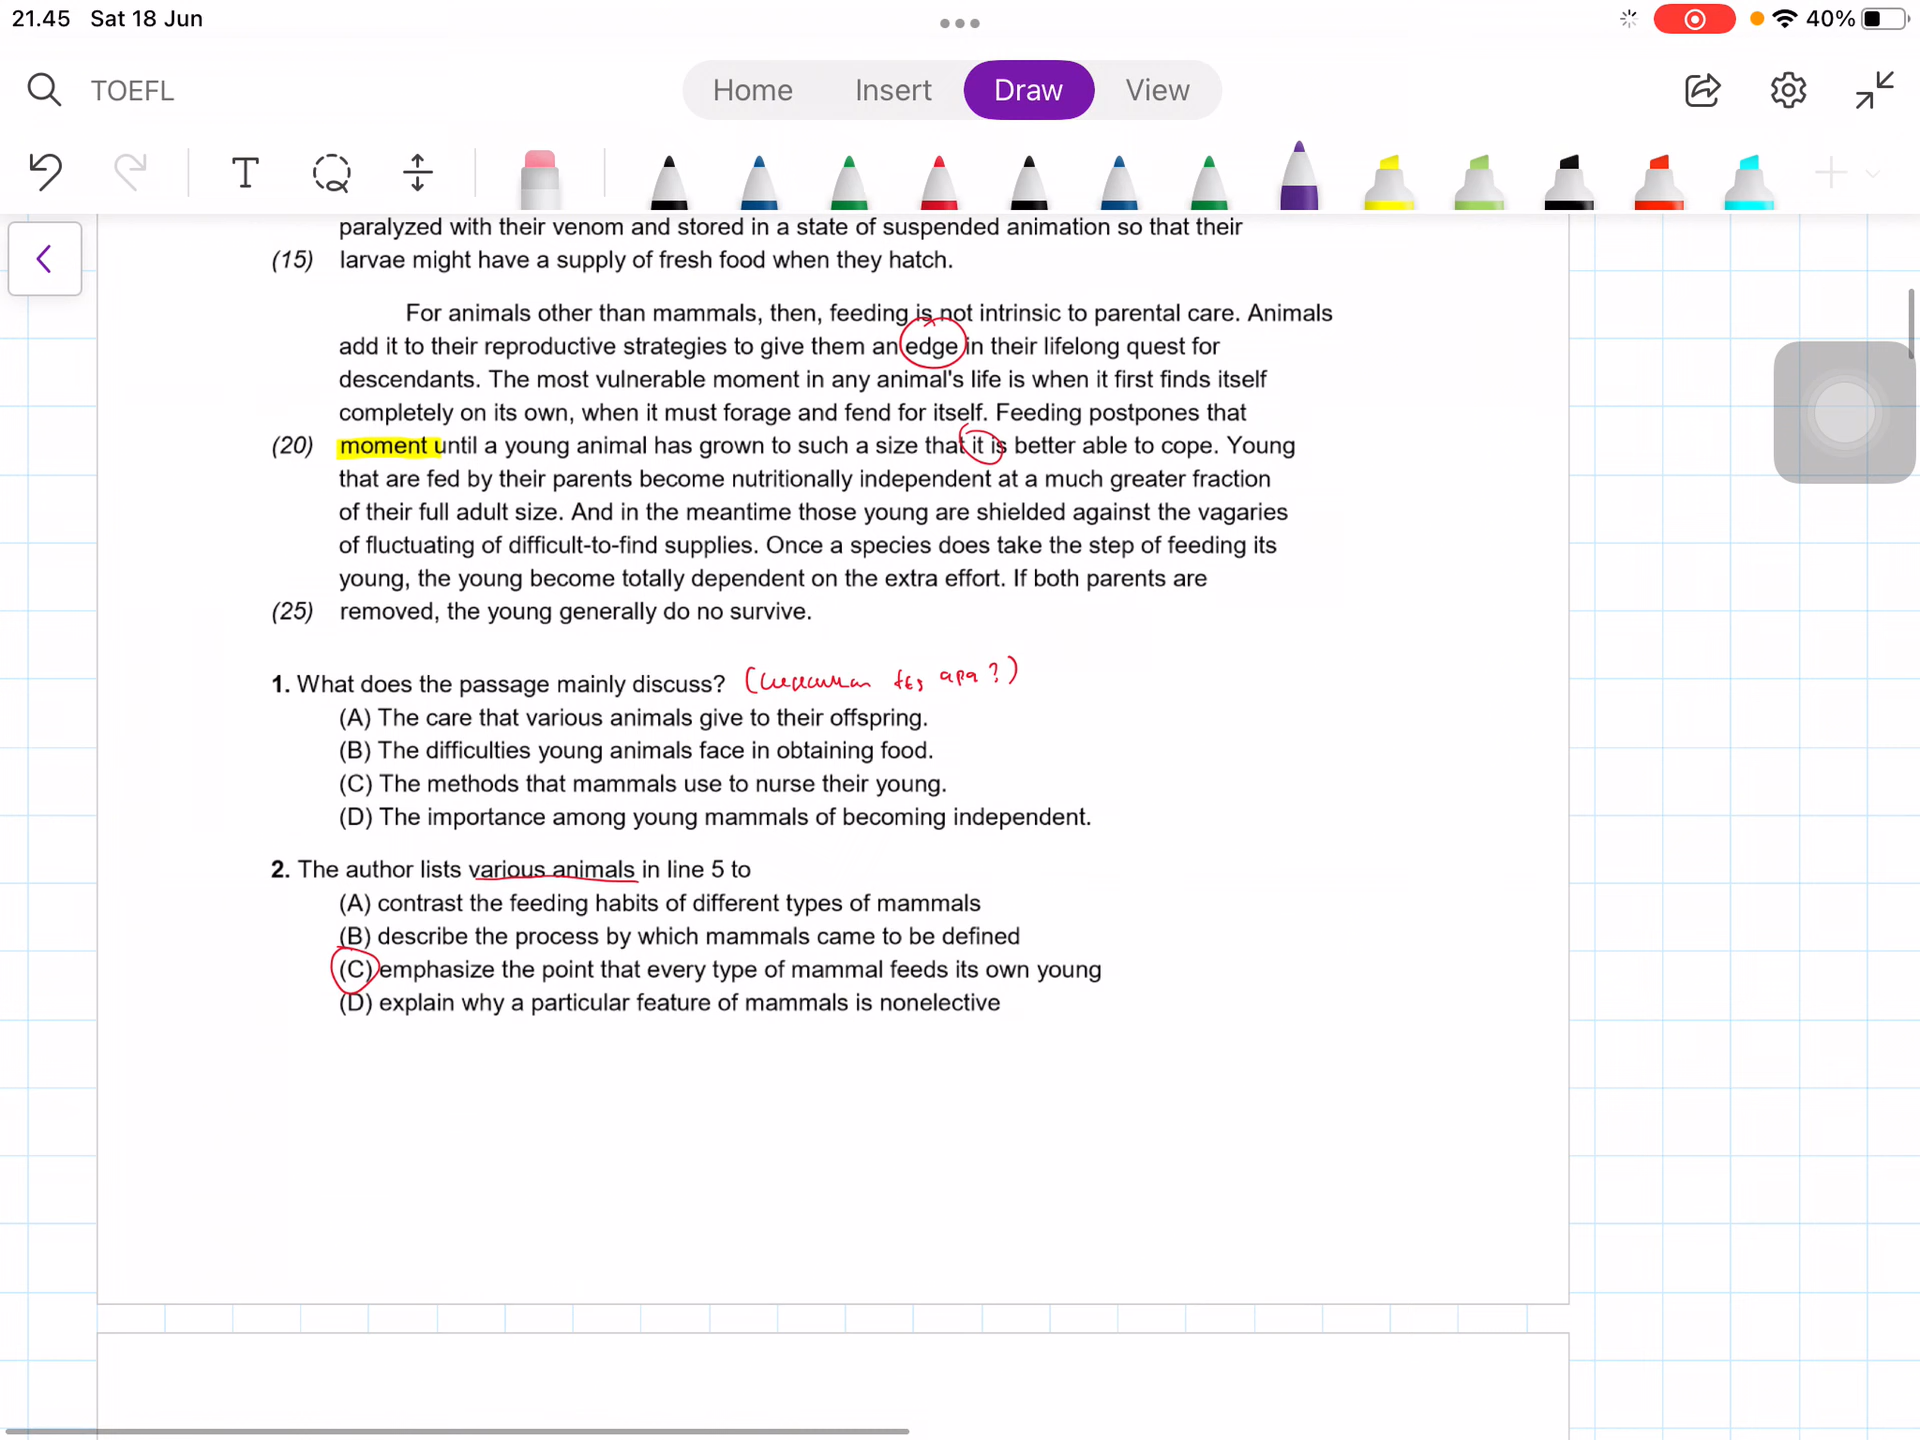 21.45 Sat 18 Jun
40%
TOEFL
Home Insert Draw View
T
paralyzed with their venom and stored in a state of suspended animation so that their
(15) larvae might have a supply of fresh food when they hatch.
For animals other than mammals, then, feeding is not intrinsic to parental care. Animals
add it to their reproductive strategies to give them an edge in their lifelong quest for
descendants. The most vulnerable moment in any animal's life is when it first finds itself
completely on its own, when it must forage and fend for itself. Feeding postpones that
(20) moment until a young animal has grown to such a size that it is better able to cope. Young
that are fed by their parents become nutritionally independent at a much greater fraction
of their full adult size. And in the meantime those young are shielded against the vagaries
of fluctuating of difficult-to-find supplies. Once a species does take the step of feeding its
young, the young become totally dependent on the extra effort. If both parents are
(25) removed, the young generally do no survive.
1. What does the passage mainly discuss? ( apa?)
(A) The care that various animals give to their offspring.
(B) The difficulties young animals face in obtaining food.
(C) The methods that mammals use to nurse their young.
(D) The importance among young mammals of becoming independent.
2. The author lists various animals in line 5 to
(A) contrast the feeding habits of different types of mammals
(B) describe the process by which mammals came to be defined
(C) emphasize the point that every type of mammal feeds its own young
(D) explain why a particular feature of mammals is nonelective